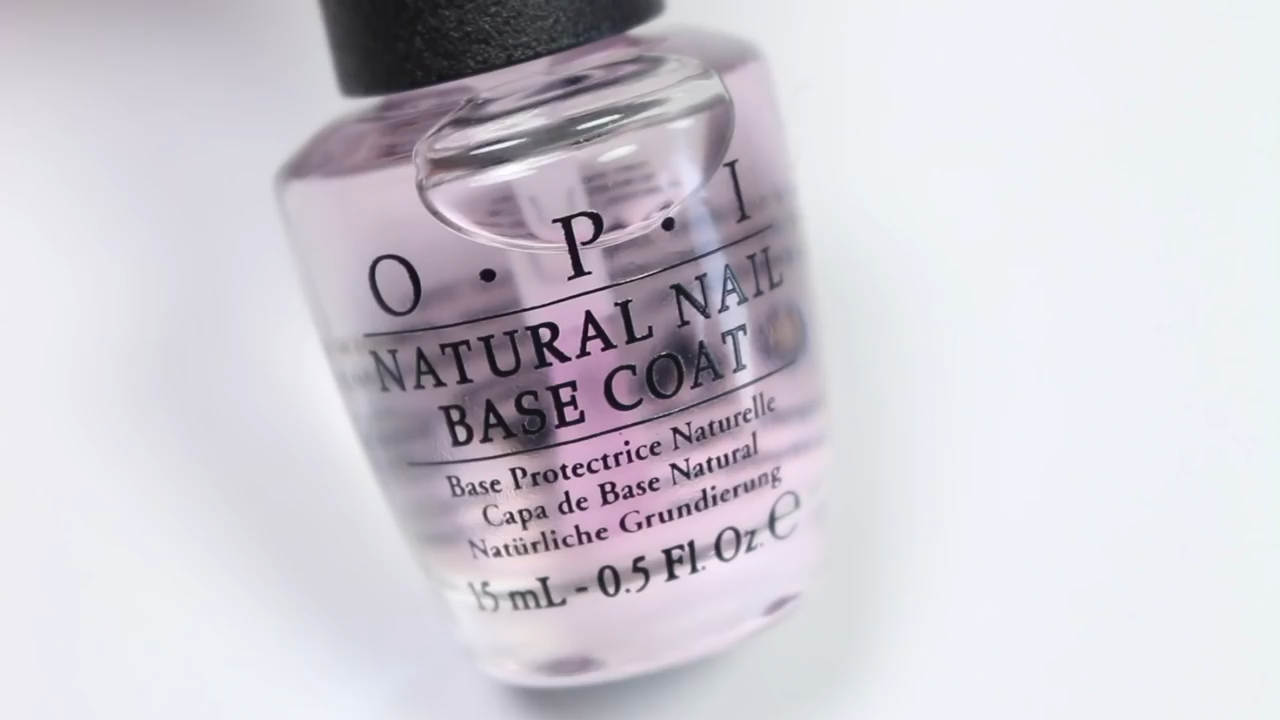 O • P • I
NATURAL NAIL
BASE COAT
Base Protectrice Naturelle
Capa de Base Natural
Natürliche Grundierung
15 mL - 0.5 Fl. Oz. ℮